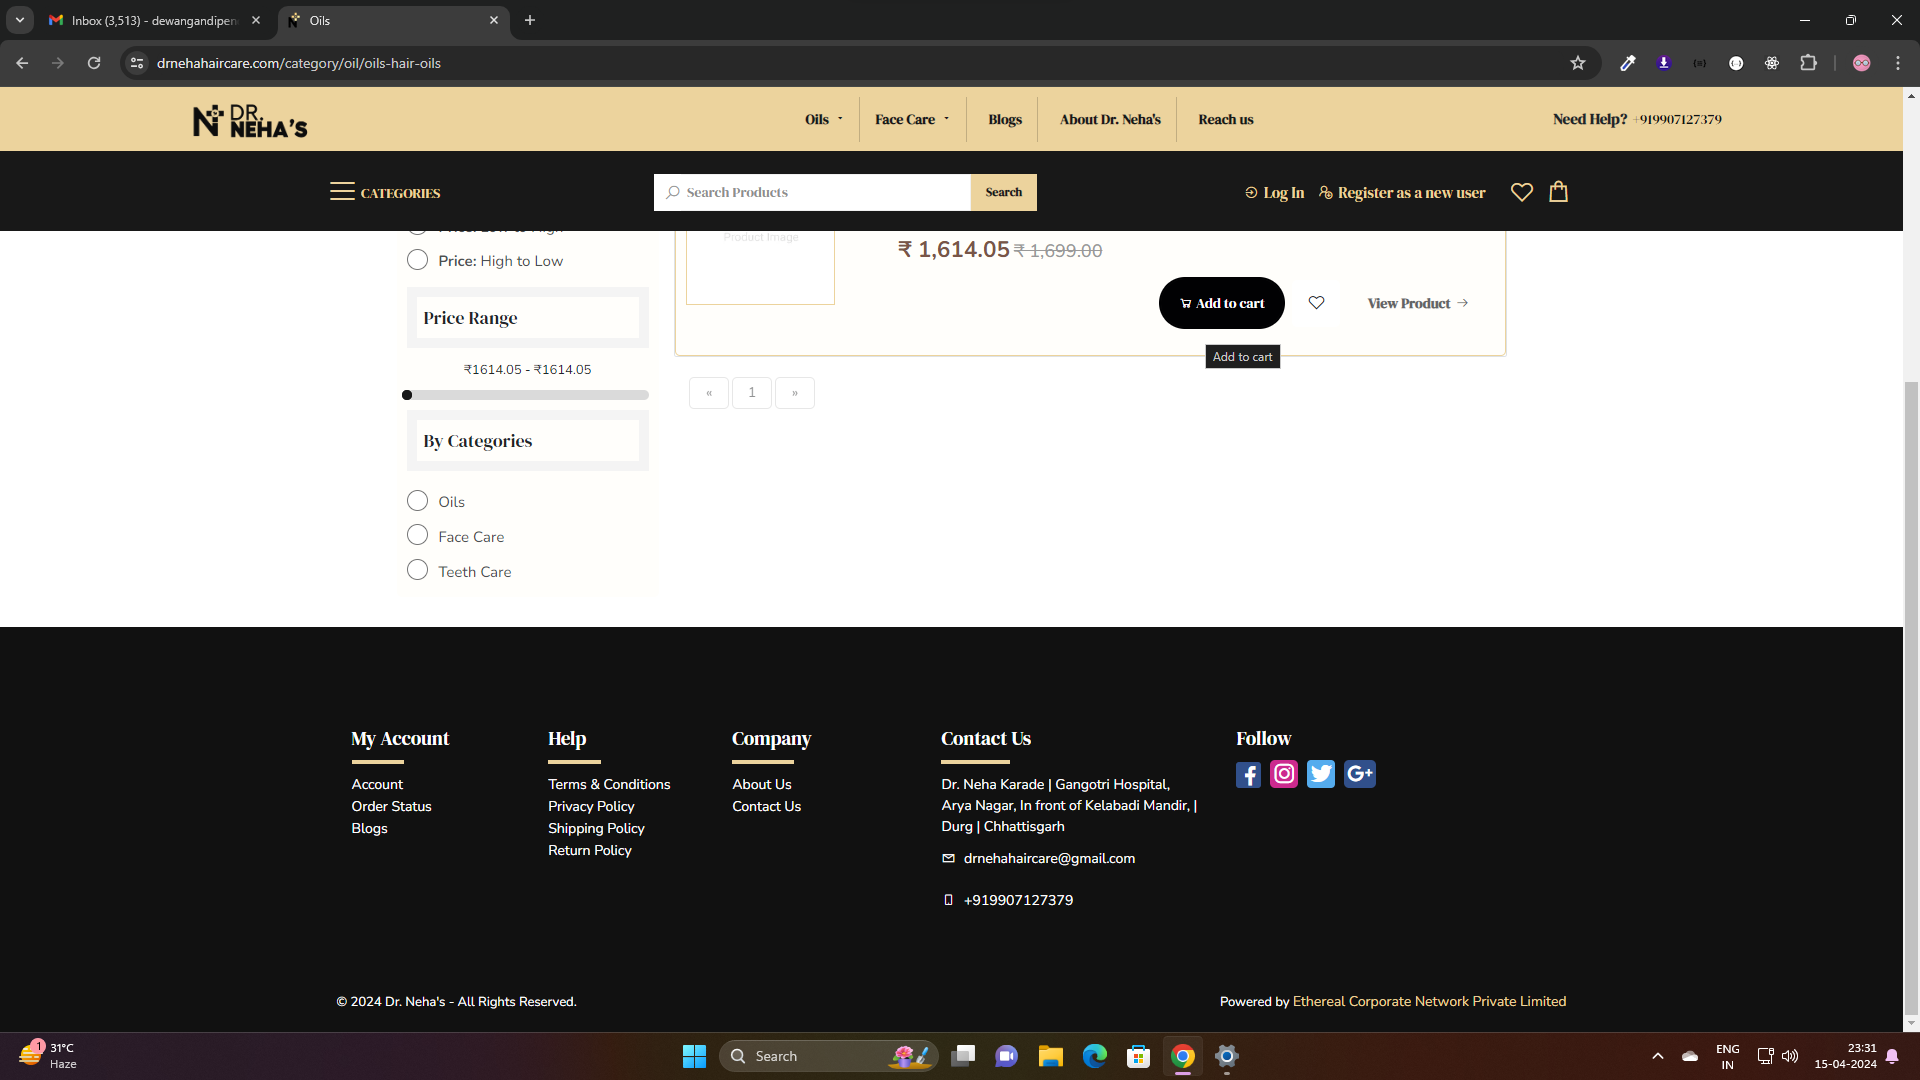 Inbox (3,513) - dewangandipen
Oils
drnehahaircare.com/category/oil/oils-hair-oils
DR.
NEHA'S
Oils
Face Care
Blogs
About Dr. Neha's
Reach us
Need Help? +919907127379
CATEGORIES
Search Products
Search
Log In
Register as a new user
Price: Low to High
Price: High to Low
Product Image
₹ 1,614.05 ₹ 1,699.00
Add to cart
View Product
Add to cart
Price Range
₹1614.05 - ₹1614.05
« 1 »
By Categories
Oils
Face Care
Teeth Care
My Account
Account
Order Status
Blogs
Help
Terms & Conditions
Privacy Policy
Shipping Policy
Return Policy
Company
About Us
Contact Us
Contact Us
Dr. Neha Karade | Gangotri Hospital,
Arya Nagar, In front of Kelabadi Mandir, |
Durg | Chhattisgarh
drnehahaircare@gmail.com
+919907127379
Follow
© 2024 Dr. Neha's - All Rights Reserved.
Powered by Ethereal Corporate Network Private Limited
1
31°C
Haze
Search
ENG
IN
23:31
15-04-2024